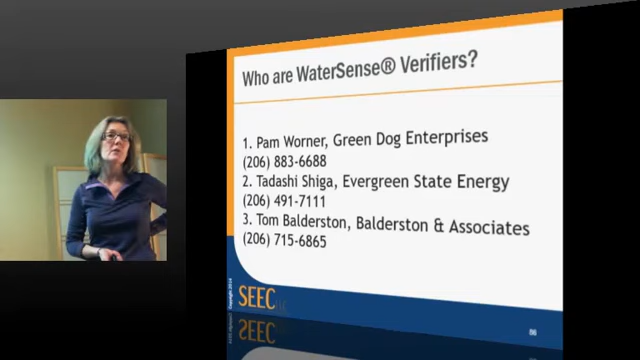 Who are WaterSense® Verifiers?
1. Pam Worner, Green Dog Enterprises
(206) 883-6688
2. Tadashi Shiga, Evergreen State Energy
(206) 491-7111
3. Tom Balderston, Balderston & Associates
(206) 715-6865
SEEC
86